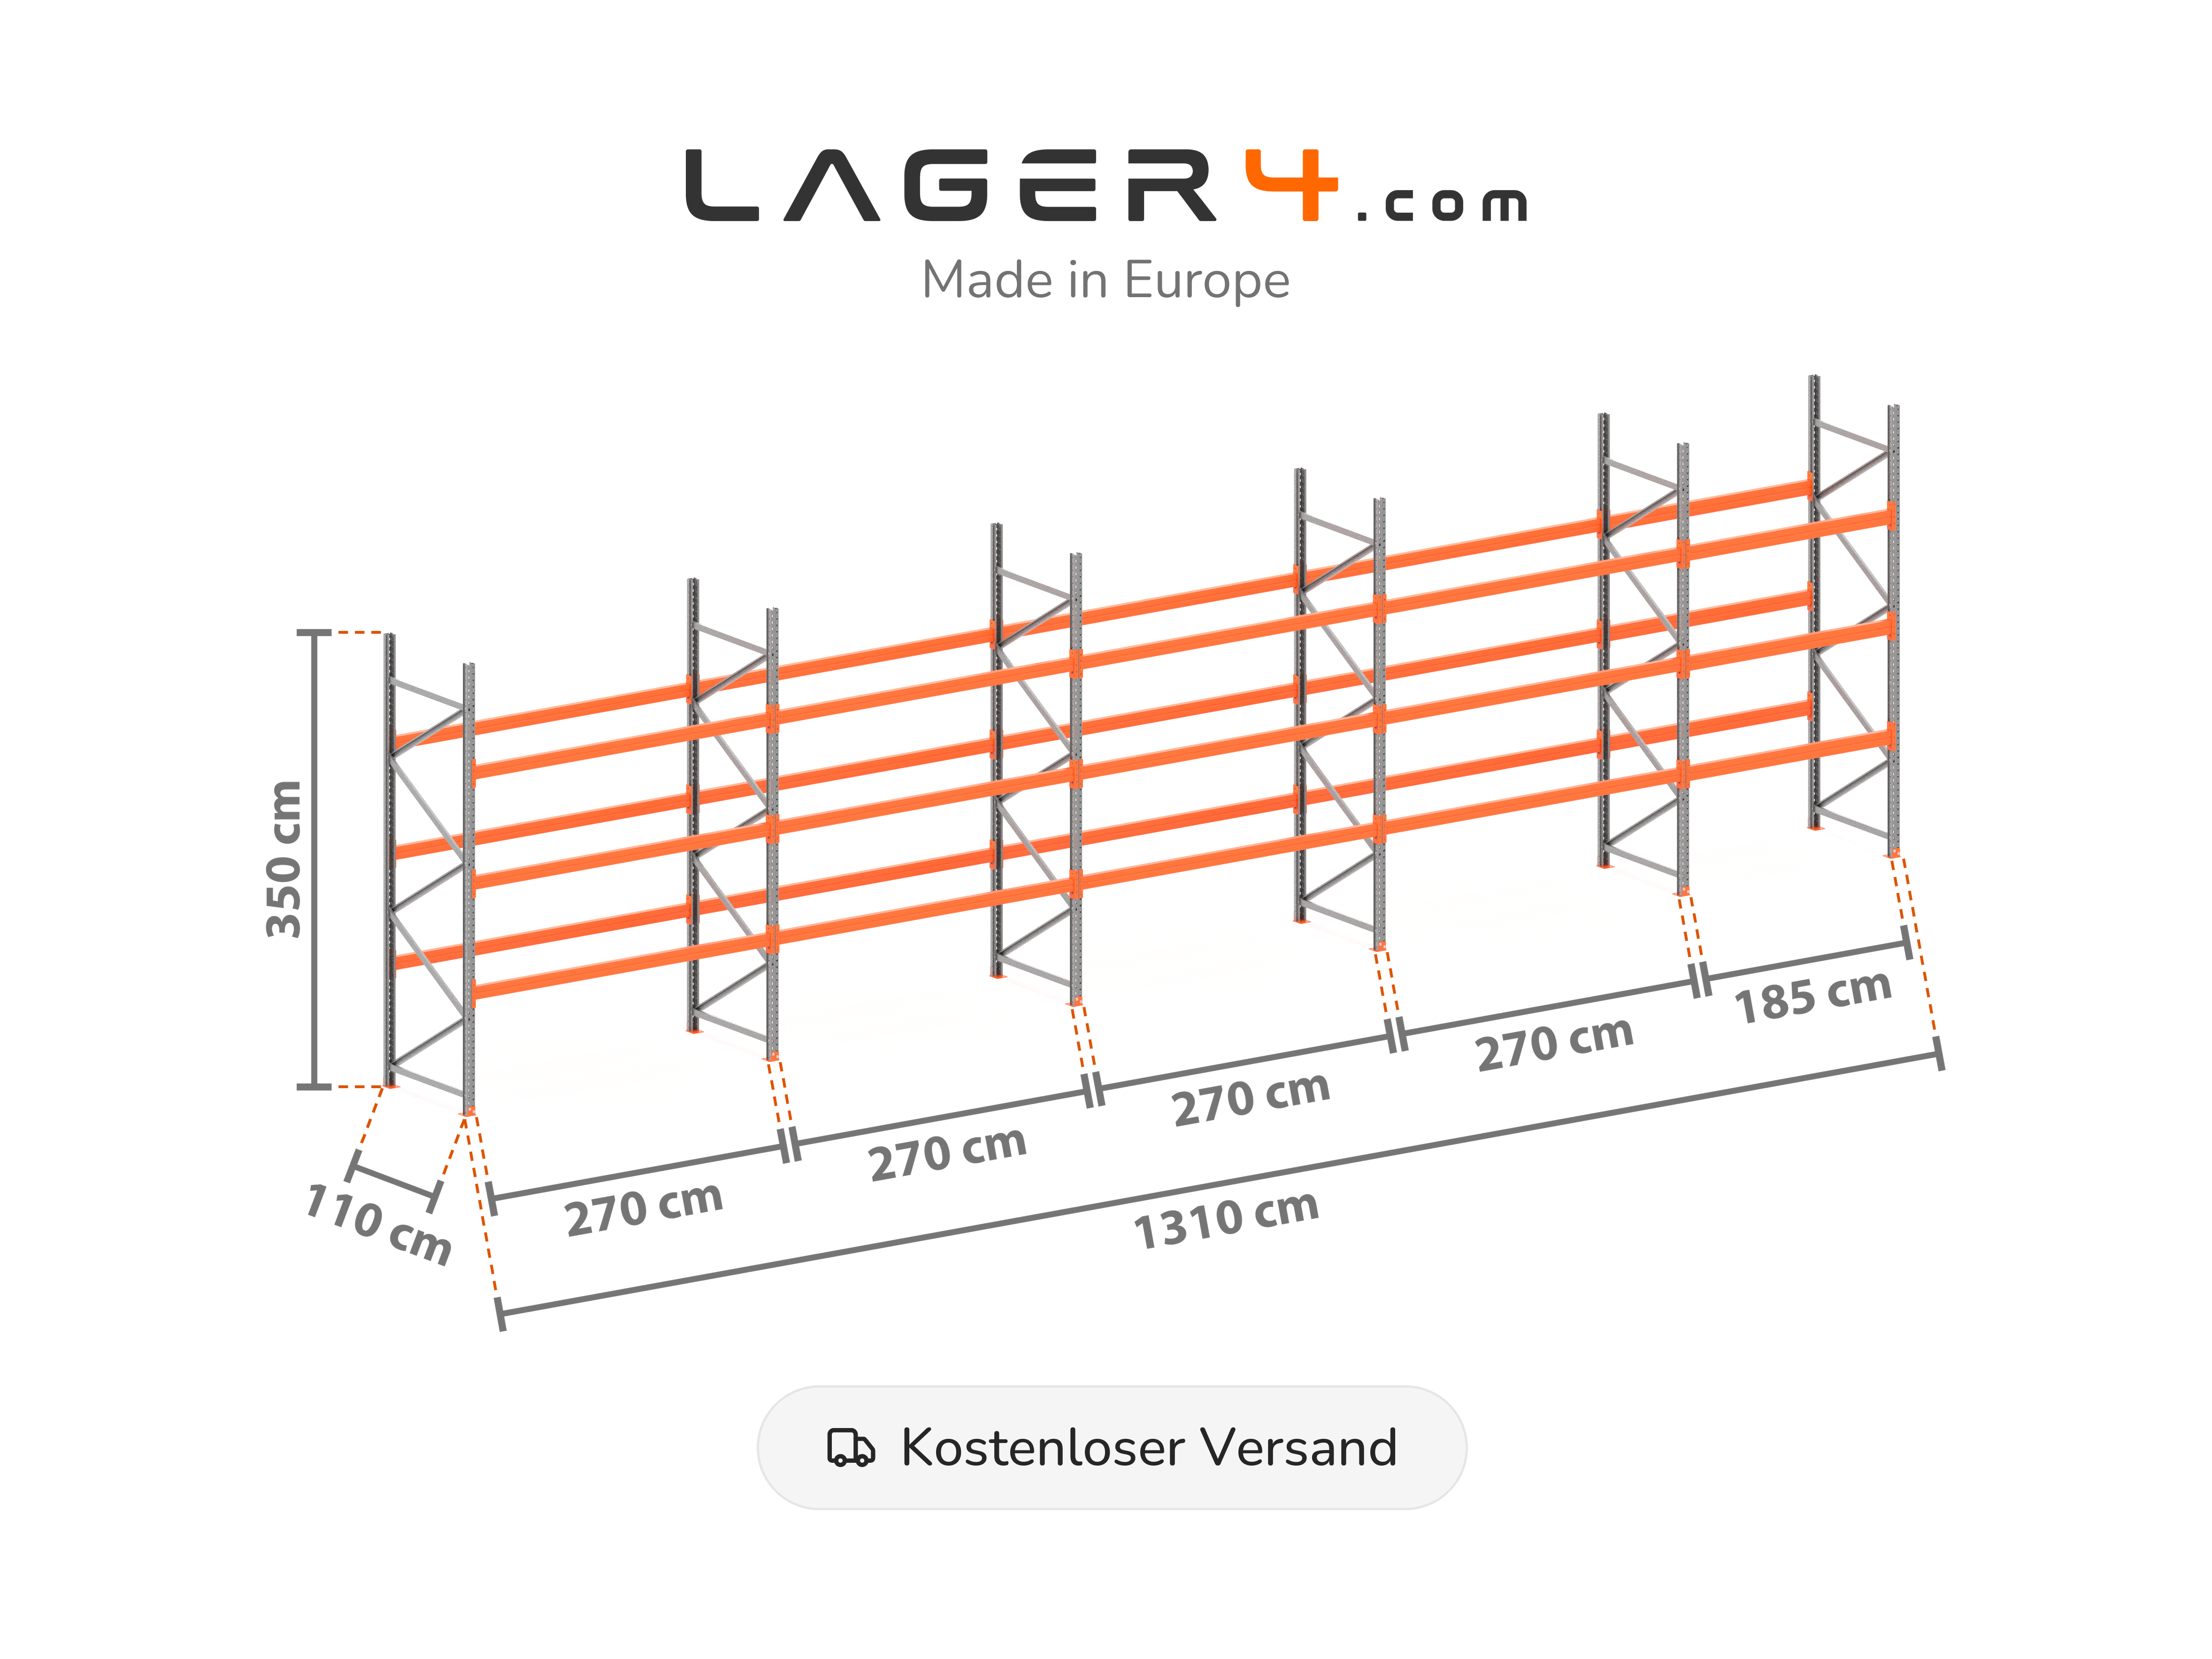 LAGER4.com
Made in Europe
350 cm
110 cm
270 cm
270 cm
270 cm
270 cm
185 cm
1310 cm
Kostenloser Versand